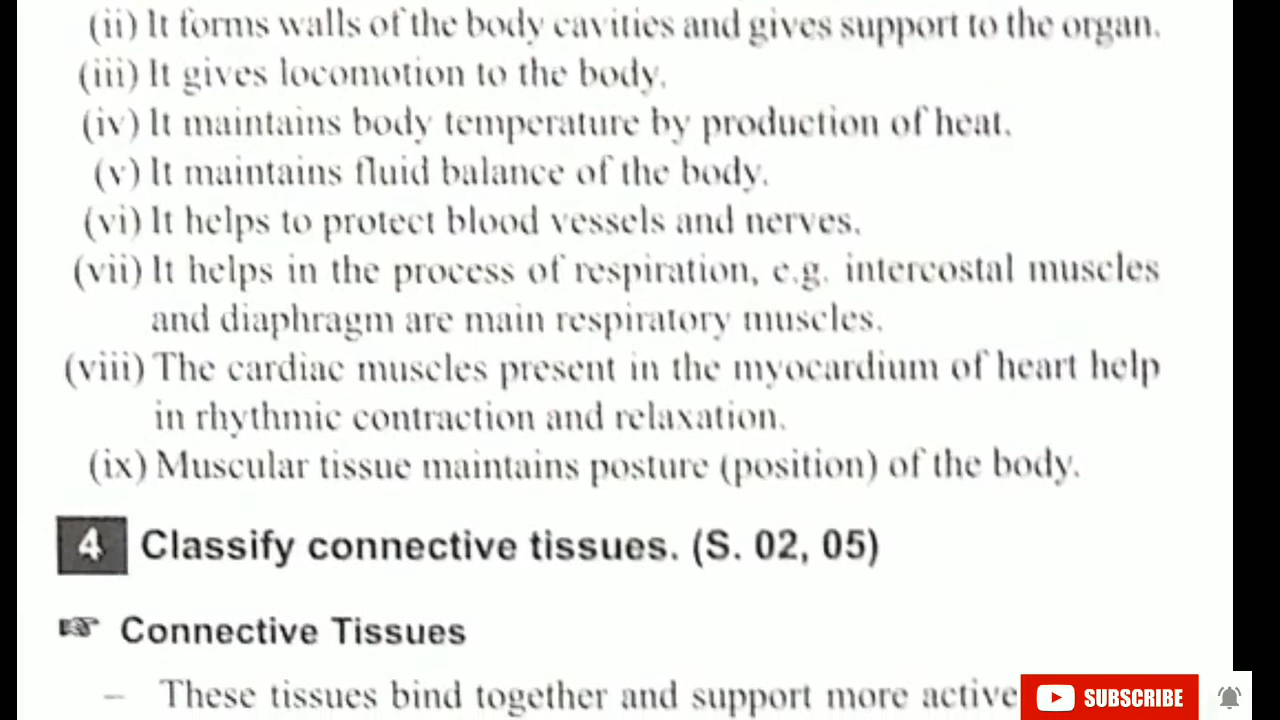 (ii) It forms walls of the body cavities and gives support to the organ.
(iii) It gives locomotion to the body.
(iv) It maintains body temperature by production of heat.
(v) It maintains fluid balance of the body.
(vi) It helps to protect blood vessels and nerves.
(vii) It helps in the process of respiration, e.g. intercostal muscles
and diaphragm are main respiratory muscles.
(viii) The cardiac muscles present in the myocardium of heart help
in rhythmic contraction and relaxation.
(ix) Muscular tissue maintains posture (position) of the body.
4 Classify connective tissues. (S. 02, 05)
☞ Connective Tissues
– These tissues bind together and support more active
SUBSCRIBE